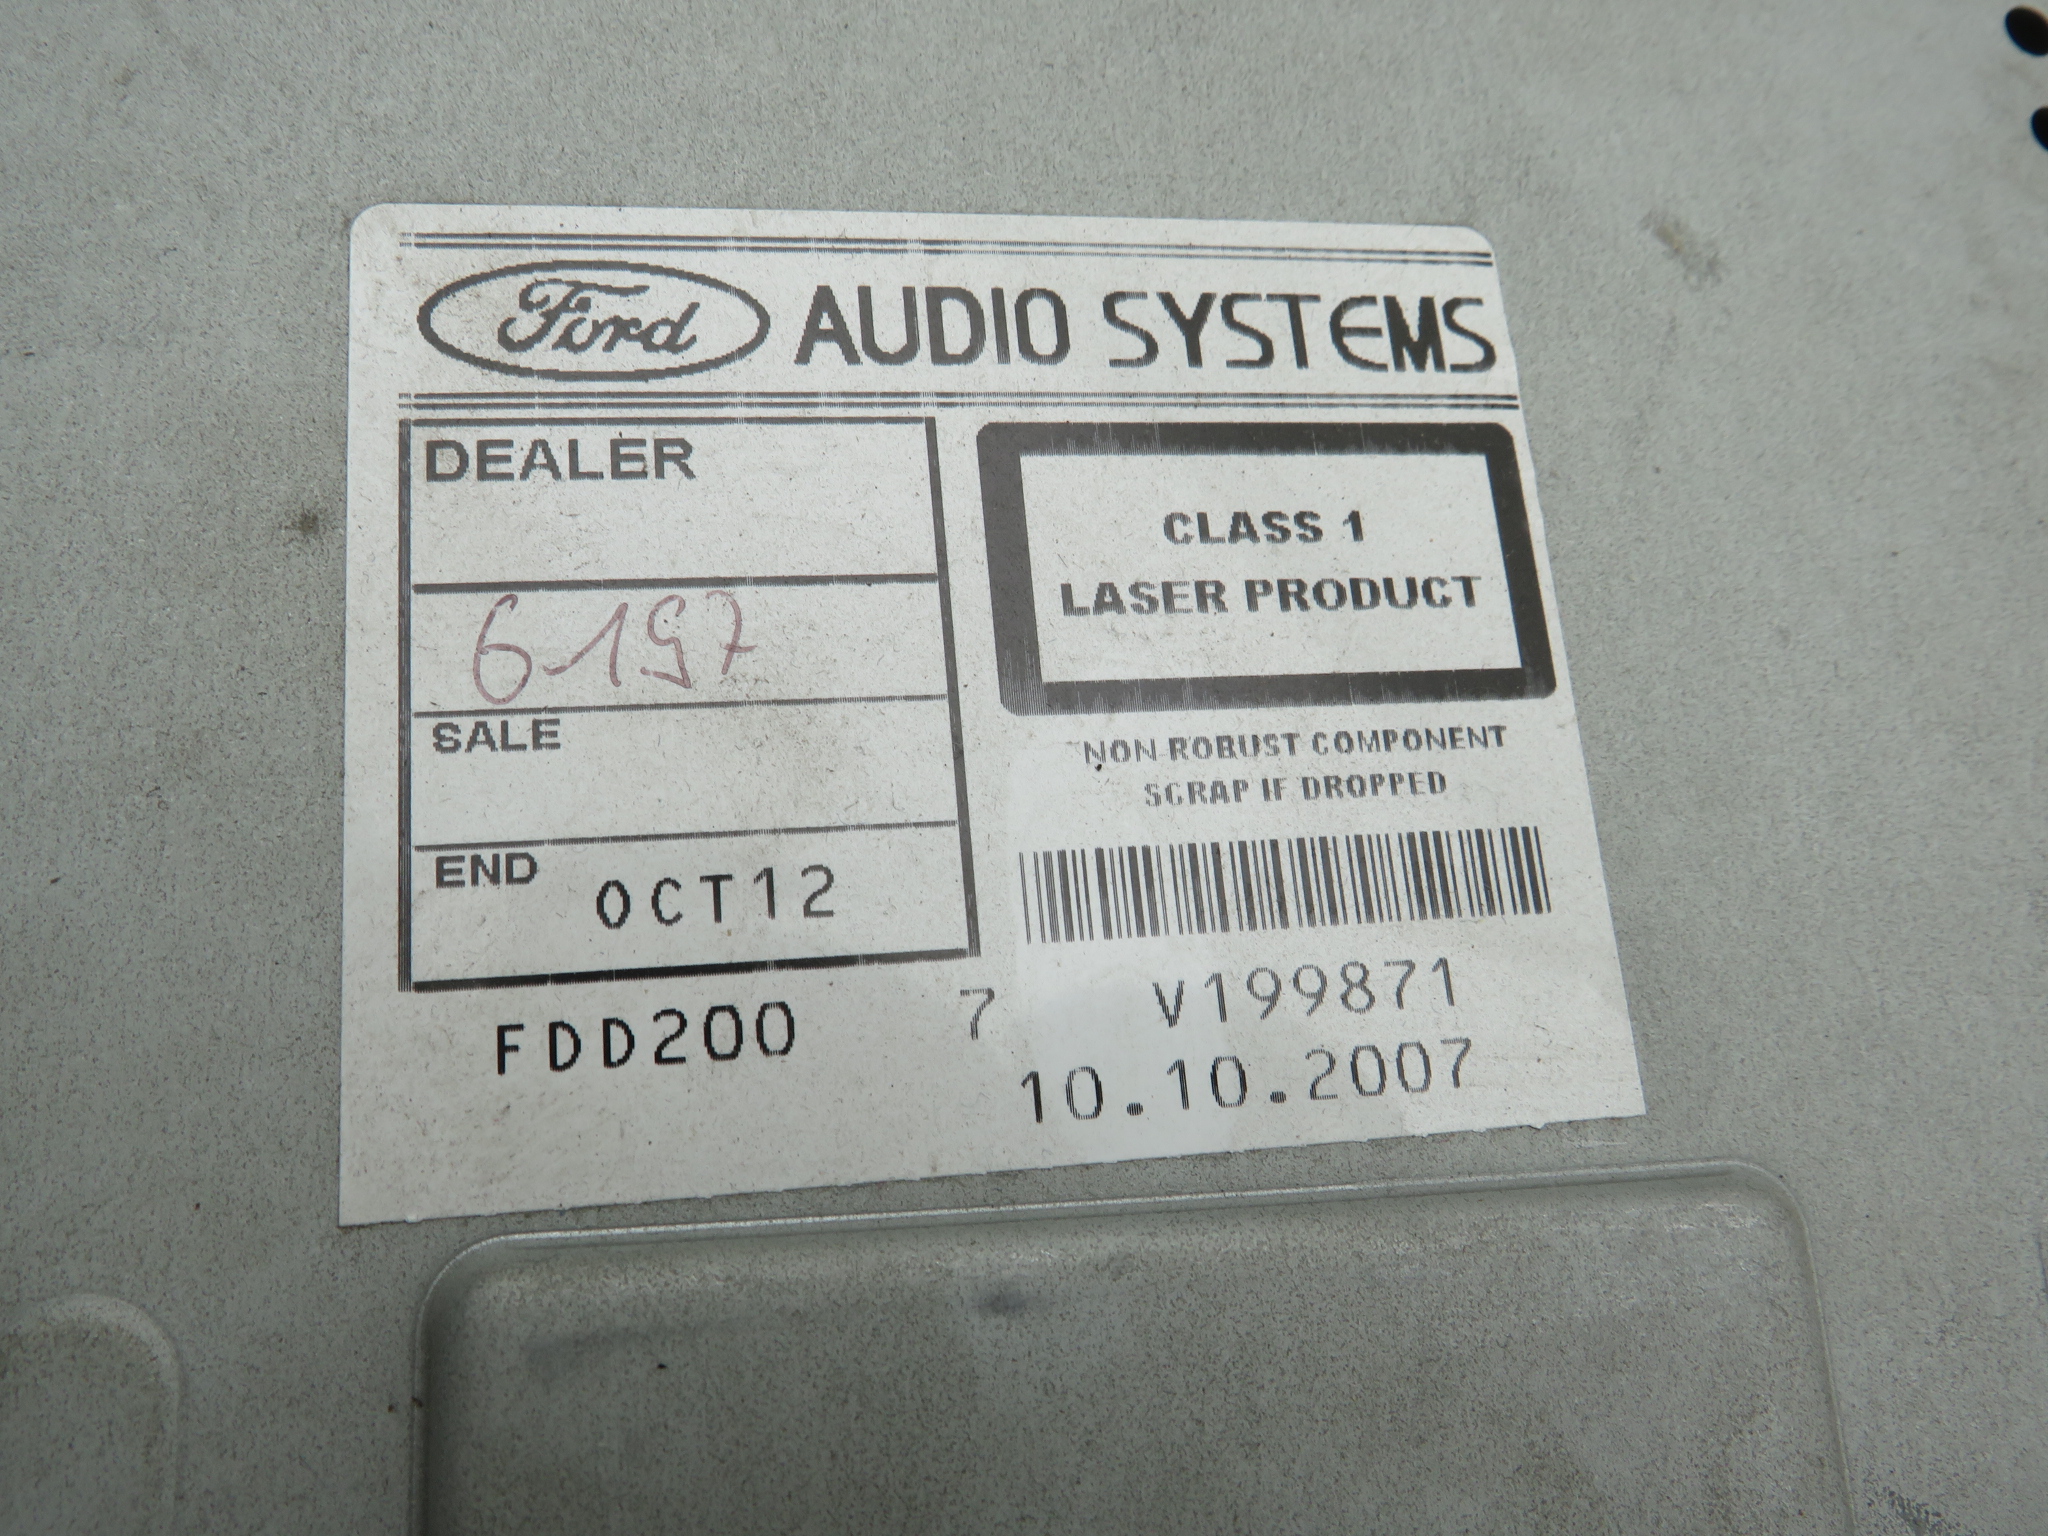 Ford AUDIO SYSTEMS
DEALER
6197
SALE
END OCT12
CLASS 1
LASER PRODUCT
NON-ROBUST COMPONENT
SCRAP IF DROPPED
FDD200 7 V199871
10.10.2007